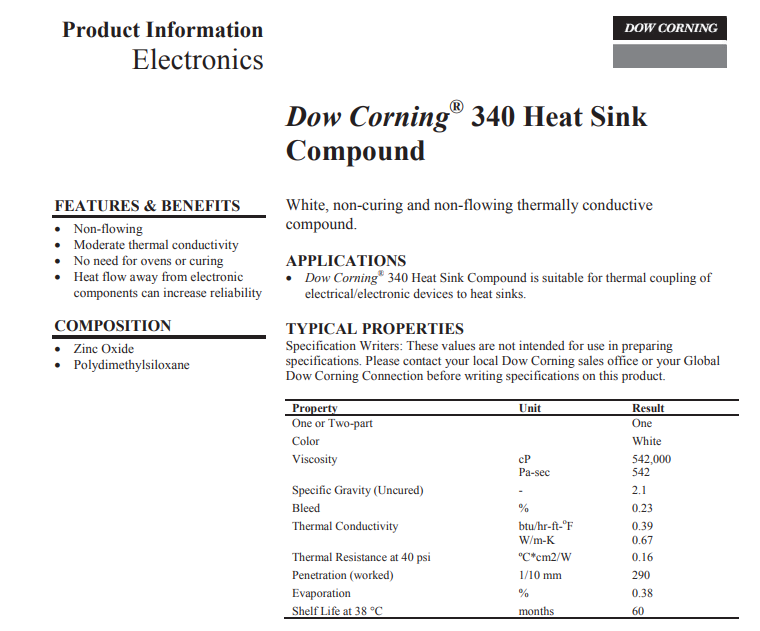 Product Information
Electronics
DOW CORNING
Dow Corning® 340 Heat Sink
Compound
FEATURES & BENEFITS
• Non-flowing
• Moderate thermal conductivity
• No need for ovens or curing
• Heat flow away from electronic
components can increase reliability
COMPOSITION
• Zinc Oxide
• Polydimethylsiloxane
White, non-curing and non-flowing thermally conductive
compound.
APPLICATIONS
• Dow Corning® 340 Heat Sink Compound is suitable for thermal coupling of
electrical/electronic devices to heat sinks.
TYPICAL PROPERTIES
Specification Writers: These values are not intended for use in preparing
specifications. Please contact your local Dow Corning sales office or your Global
Dow Corning Connection before writing specifications on this product.
Property Unit Result
One or Two-part One
Color White
Viscosity cP 542,000
Pa-sec 542
Specific Gravity (Uncured) - 2.1
Bleed % 0.23
Thermal Conductivity btu/hr-ft-°F 0.39
W/m-K 0.67
Thermal Resistance at 40 psi °C*cm2/W 0.16
Penetration (worked) 1/10 mm 290
Evaporation % 0.38
Shelf Life at 38 °C months 60